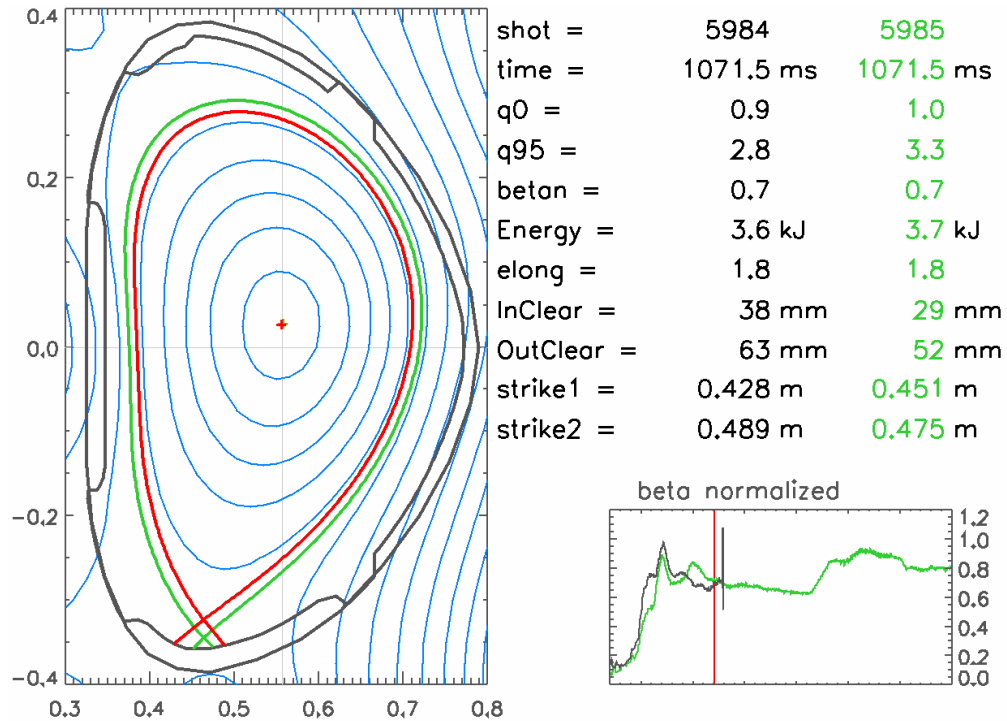 shot = 5984 5985
time = 1071.5 ms 1071.5 ms
q0 = 0.9 1.0
q95 = 2.8 3.3
betan = 0.7 0.7
Energy = 3.6 kJ 3.7 kJ
elong = 1.8 1.8
InClear = 38 mm 29 mm
OutClear = 63 mm 52 mm
strike1 = 0.428 m 0.451 m
strike2 = 0.489 m 0.475 m
0.4
0.2
0.0
−0.2
−0.4
0.3 0.4 0.5 0.6 0.7 0.8
beta normalized
1.2
1.0
0.8
0.6
0.4
0.2
0.0